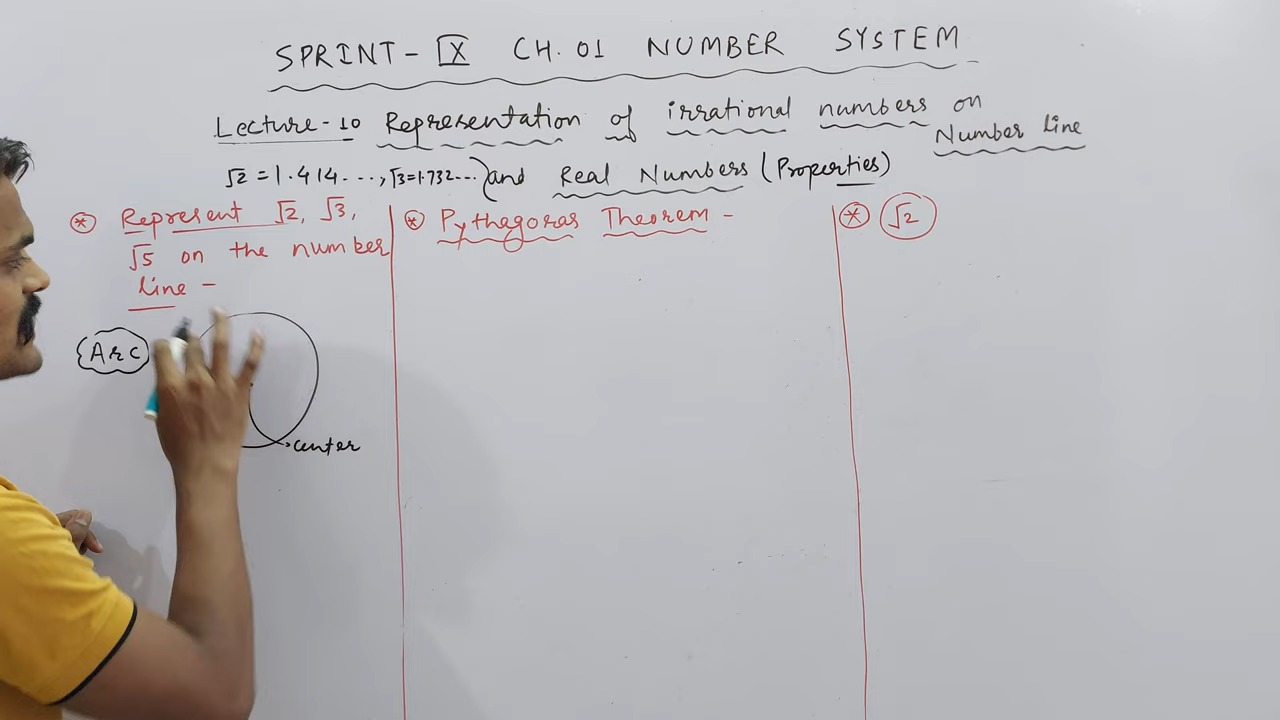 SPRINT-IX CH.01 NUMBER SYSTEM
Lecture-10 Representation of irrational numbers on
Number line
√2 = 1.414..., √3=1.732...) and Real Numbers (Properties)
* Represent √2, √3,
√5 on the number
line -
Arc
center
* Pythagoras Theorem -
* √2